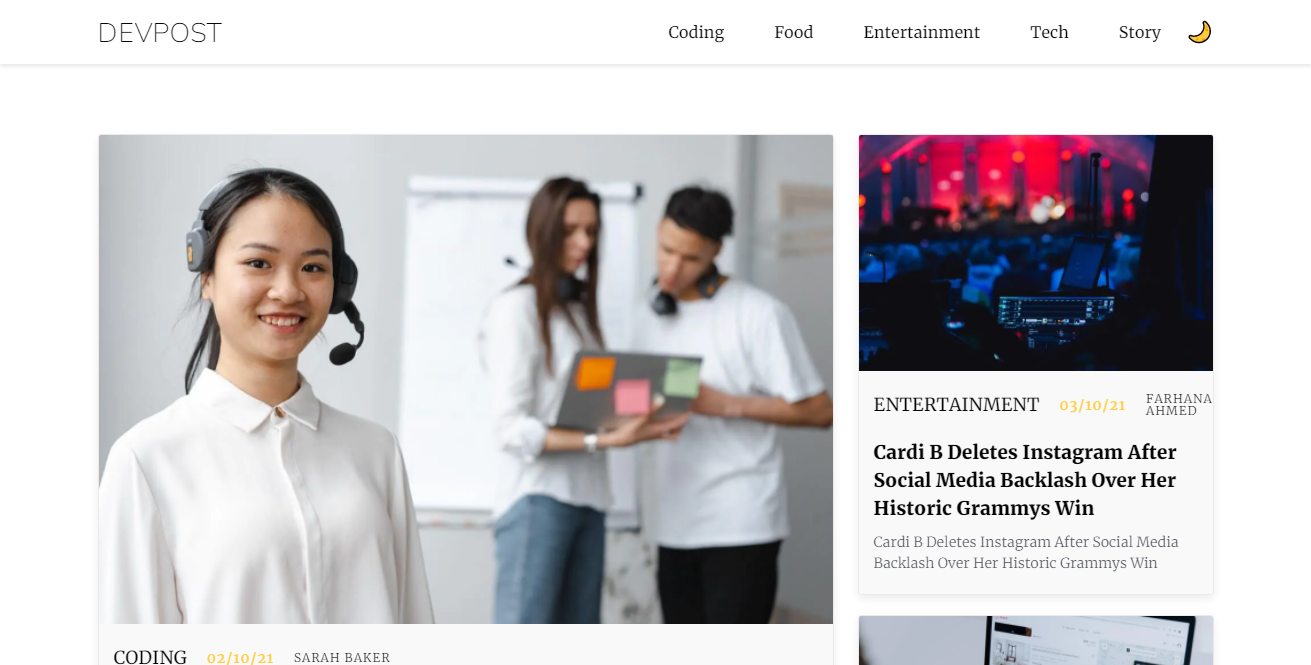 DEVPOST
Coding
Food
Entertainment
Tech
Story
ENTERTAINMENT
03/10/21
FARHANA
AHMED
Cardi B Deletes Instagram After
Social Media Backlash Over Her
Historic Grammys Win
Cardi B Deletes Instagram After Social Media
Backlash Over Her Historic Grammys Win
CODING
02/10/21
SARAH BAKER